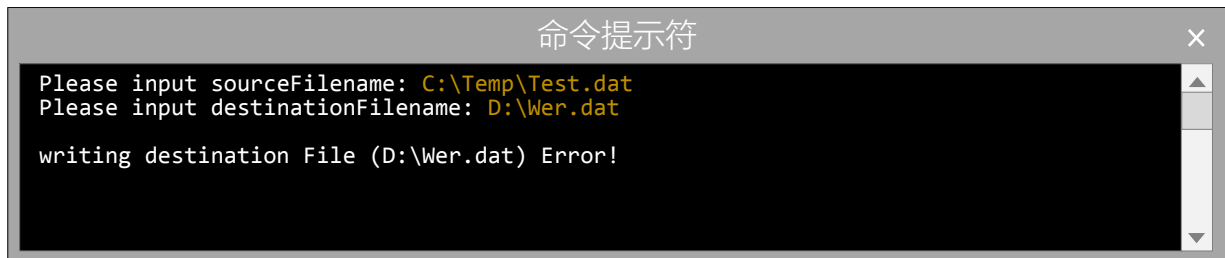 命令提示符
×
Please input sourceFilename: C:\Temp\Test.dat
Please input destinationFilename: D:\Wer.dat
writing destination File (D:\Wer.dat) Error!